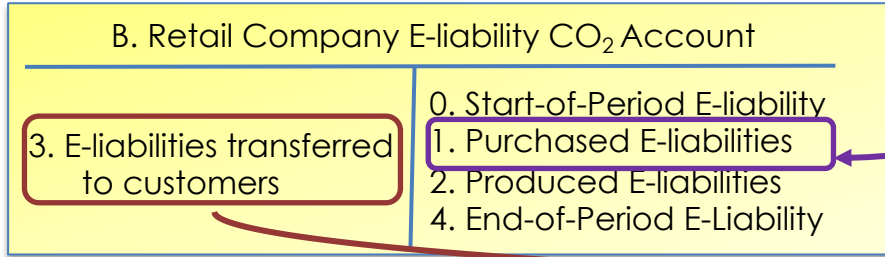 B. Retail Company E-liability CO₂ Account
3. E-liabilities transferred
to customers
0. Start-of-Period E-liability
1. Purchased E-liabilities
2. Produced E-liabilities
4. End-of-Period E-Liability